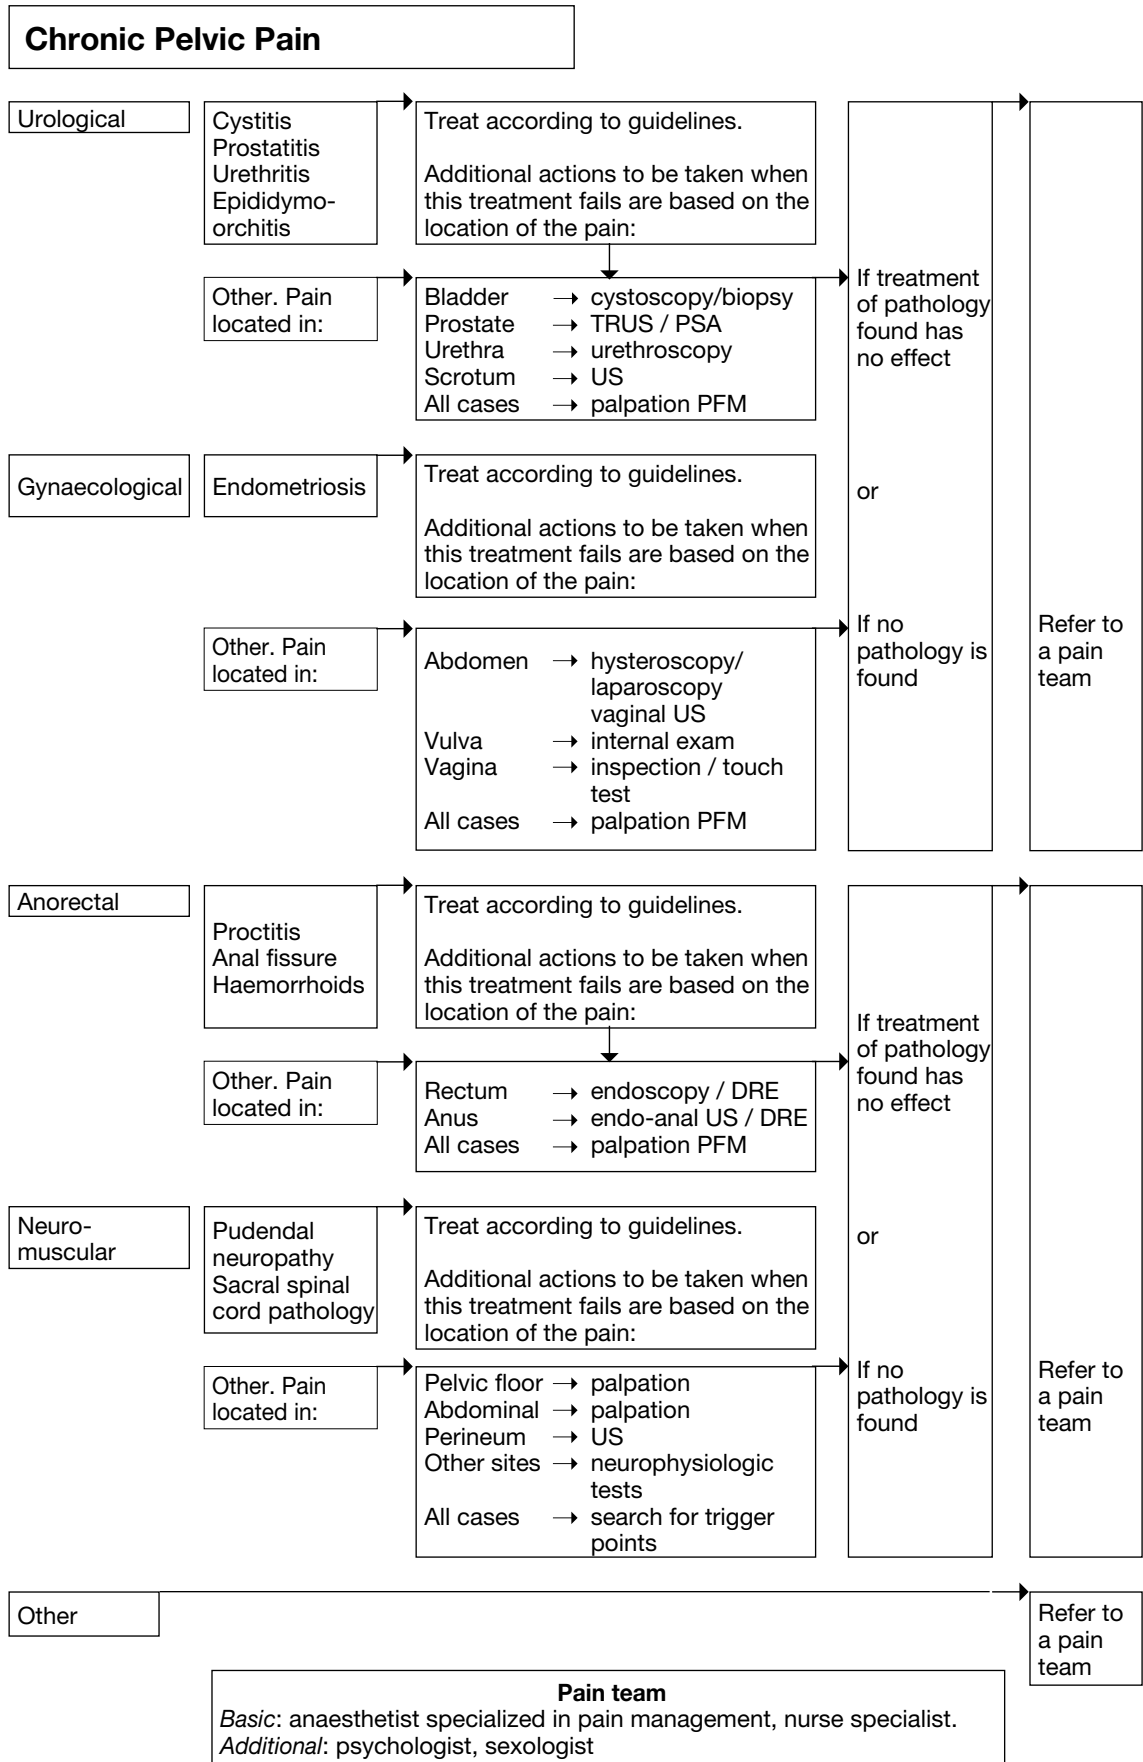 Chronic Pelvic Pain
Urological
Cystitis
Prostatitis
Urethritis
Epididymo-
orchitis
Treat according to guidelines.
Additional actions to be taken when
this treatment fails are based on the
location of the pain:
Other. Pain
located in:
Bladder → cystoscopy/biopsy
Prostate → TRUS / PSA
Urethra → urethroscopy
Scrotum → US
All cases → palpation PFM
Gynaecological
Endometriosis
Treat according to guidelines.
Additional actions to be taken when
this treatment fails are based on the
location of the pain:
Other. Pain
located in:
Abdomen → hysteroscopy/
laparoscopy
vaginal US
Vulva → internal exam
Vagina → inspection / touch
test
All cases → palpation PFM
If treatment
of pathology
found has
no effect
or
If no
pathology is
found
Refer to
a pain
team
Anorectal
Proctitis
Anal fissure
Haemorrhoids
Treat according to guidelines.
Additional actions to be taken when
this treatment fails are based on the
location of the pain:
Other. Pain
located in:
Rectum → endoscopy / DRE
Anus → endo-anal US / DRE
All cases → palpation PFM
Neuro-
muscular
Pudendal
neuropathy
Sacral spinal
cord pathology
Treat according to guidelines.
Additional actions to be taken when
this treatment fails are based on the
location of the pain:
Other. Pain
located in:
Pelvic floor → palpation
Abdominal → palpation
Perineum → US
Other sites → neurophysiologic
tests
All cases → search for trigger
points
If treatment
of pathology
found has
no effect
or
If no
pathology is
found
Refer to
a pain
team
Other
Refer to
a pain
team
Pain team
Basic: anaesthetist specialized in pain management, nurse specialist.
Additional: psychologist, sexologist